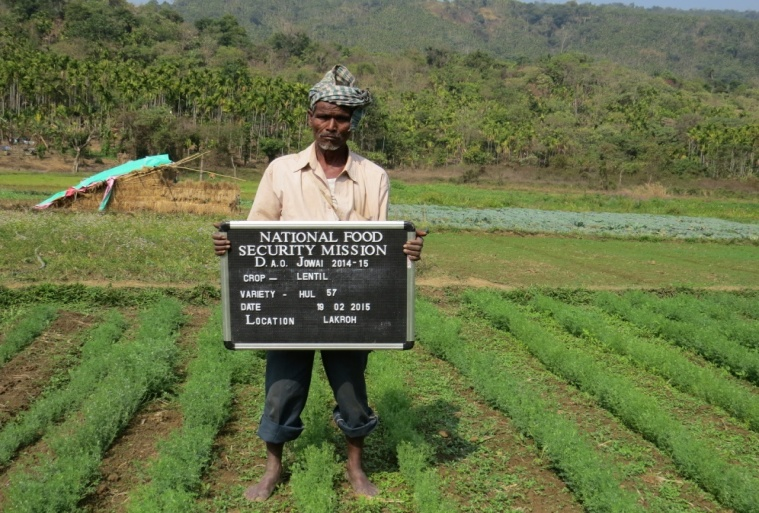 NATIONAL FOOD
SECURITY MISSION
D.A.O. JOWAI 2014-15
CROP - LENTIL
VARIETY - HUL 57
DATE 19 02 2015
LOCATION LAKROH